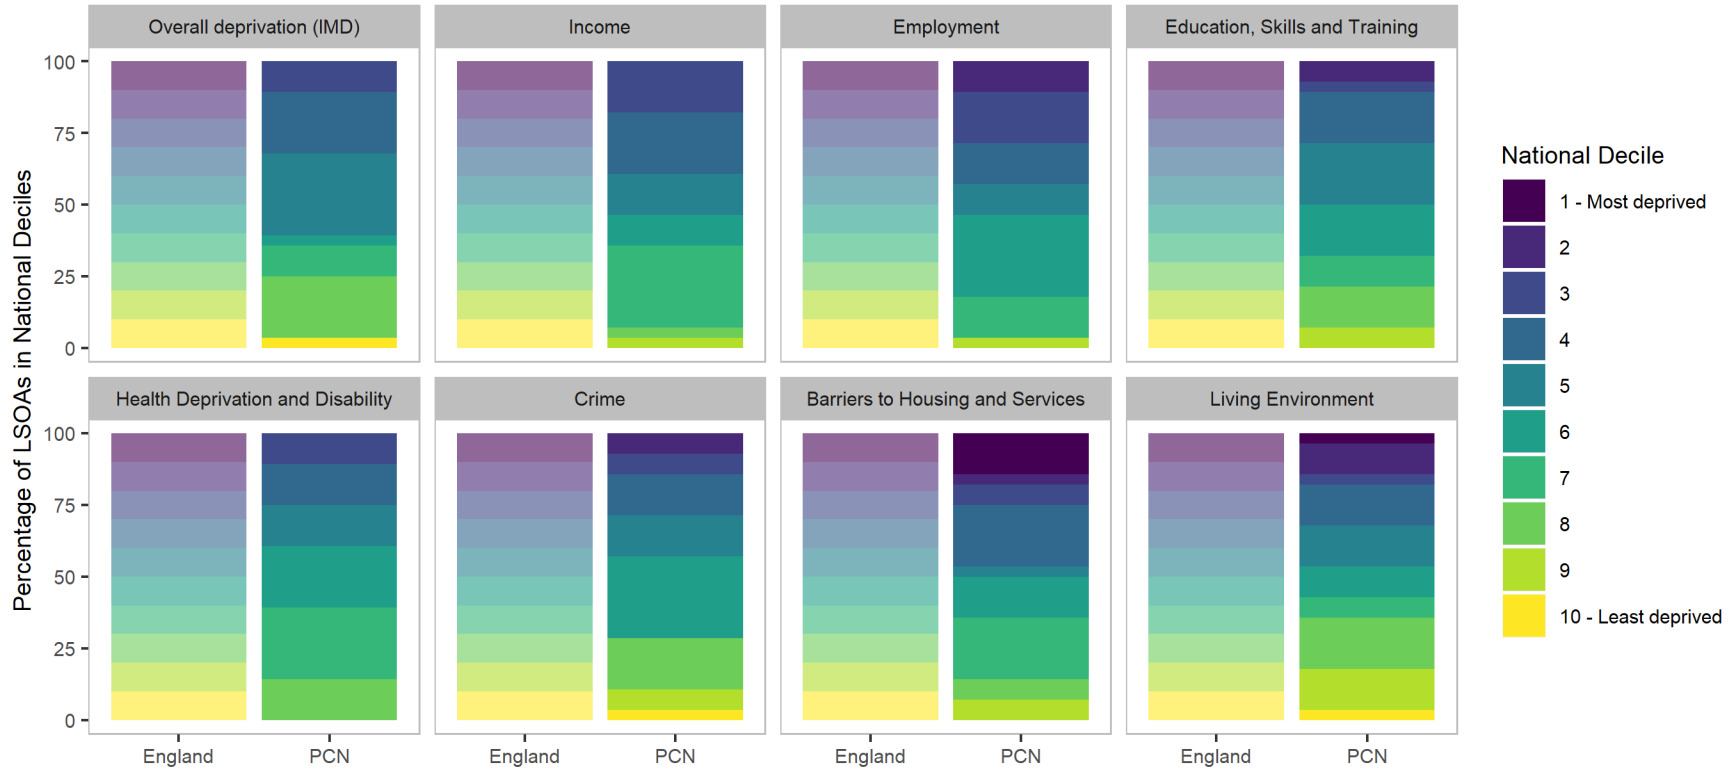 Overall deprivation (IMD)
Income
Employment
Education, Skills and Training
Percentage of LSOAs in National Deciles
100
75
50
25
0
Health Deprivation and Disability
Crime
Barriers to Housing and Services
Living Environment
100
75
50
25
0
England
PCN
England
PCN
England
PCN
England
PCN
National Decile
1 - Most deprived
2
3
4
5
6
7
8
9
10 - Least deprived